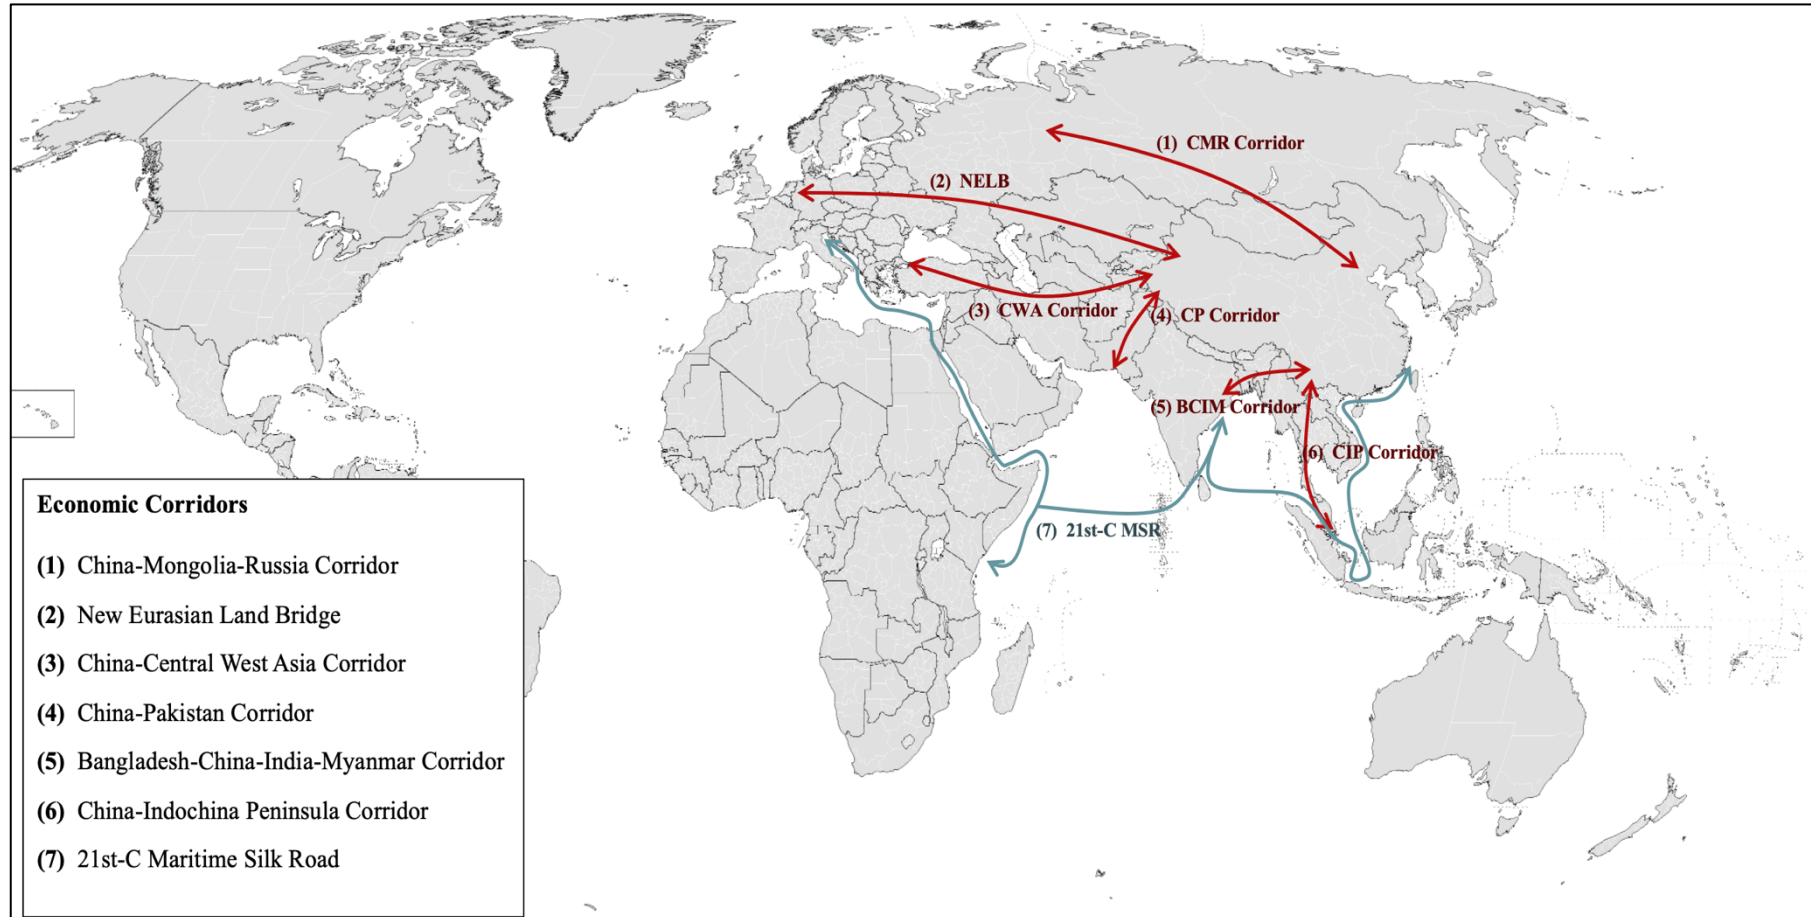 (1) CMR Corridor
(2) NELB
(3) CWA Corridor
(4) CP Corridor
(5) BCIM Corridor
(6) CIP Corridor
(7) 21st-C MSR
Economic Corridors
(1) China-Mongolia-Russia Corridor
(2) New Eurasian Land Bridge
(3) China-Central West Asia Corridor
(4) China-Pakistan Corridor
(5) Bangladesh-China-India-Myanmar Corridor
(6) China-Indochina Peninsula Corridor
(7) 21st-C Maritime Silk Road